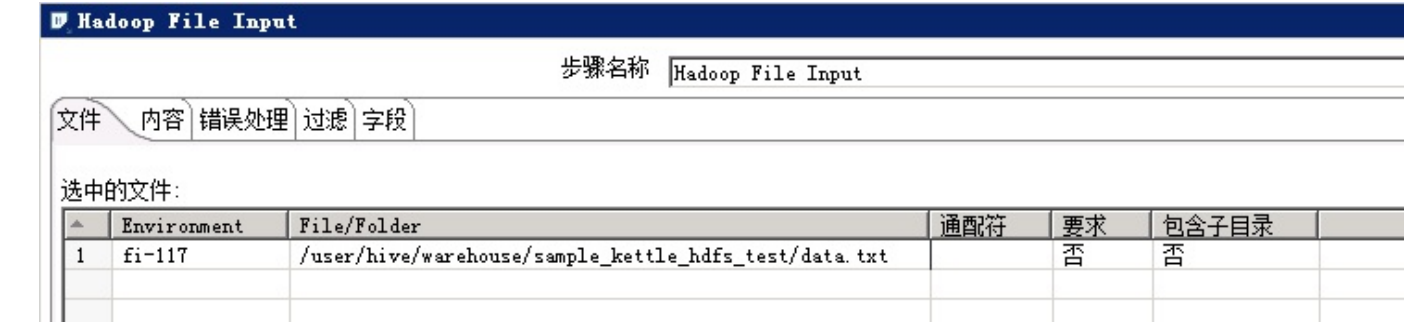 Hadoop File Input
步骤名称 Hadoop File Input
文件 内容 错误处理 过滤 字段
选中的文件:
Environment File/Folder 通配符 要求 包含子目录
1 fi-117 /user/hive/warehouse/sample_kettle_hdfs_test/data.txt 否 否